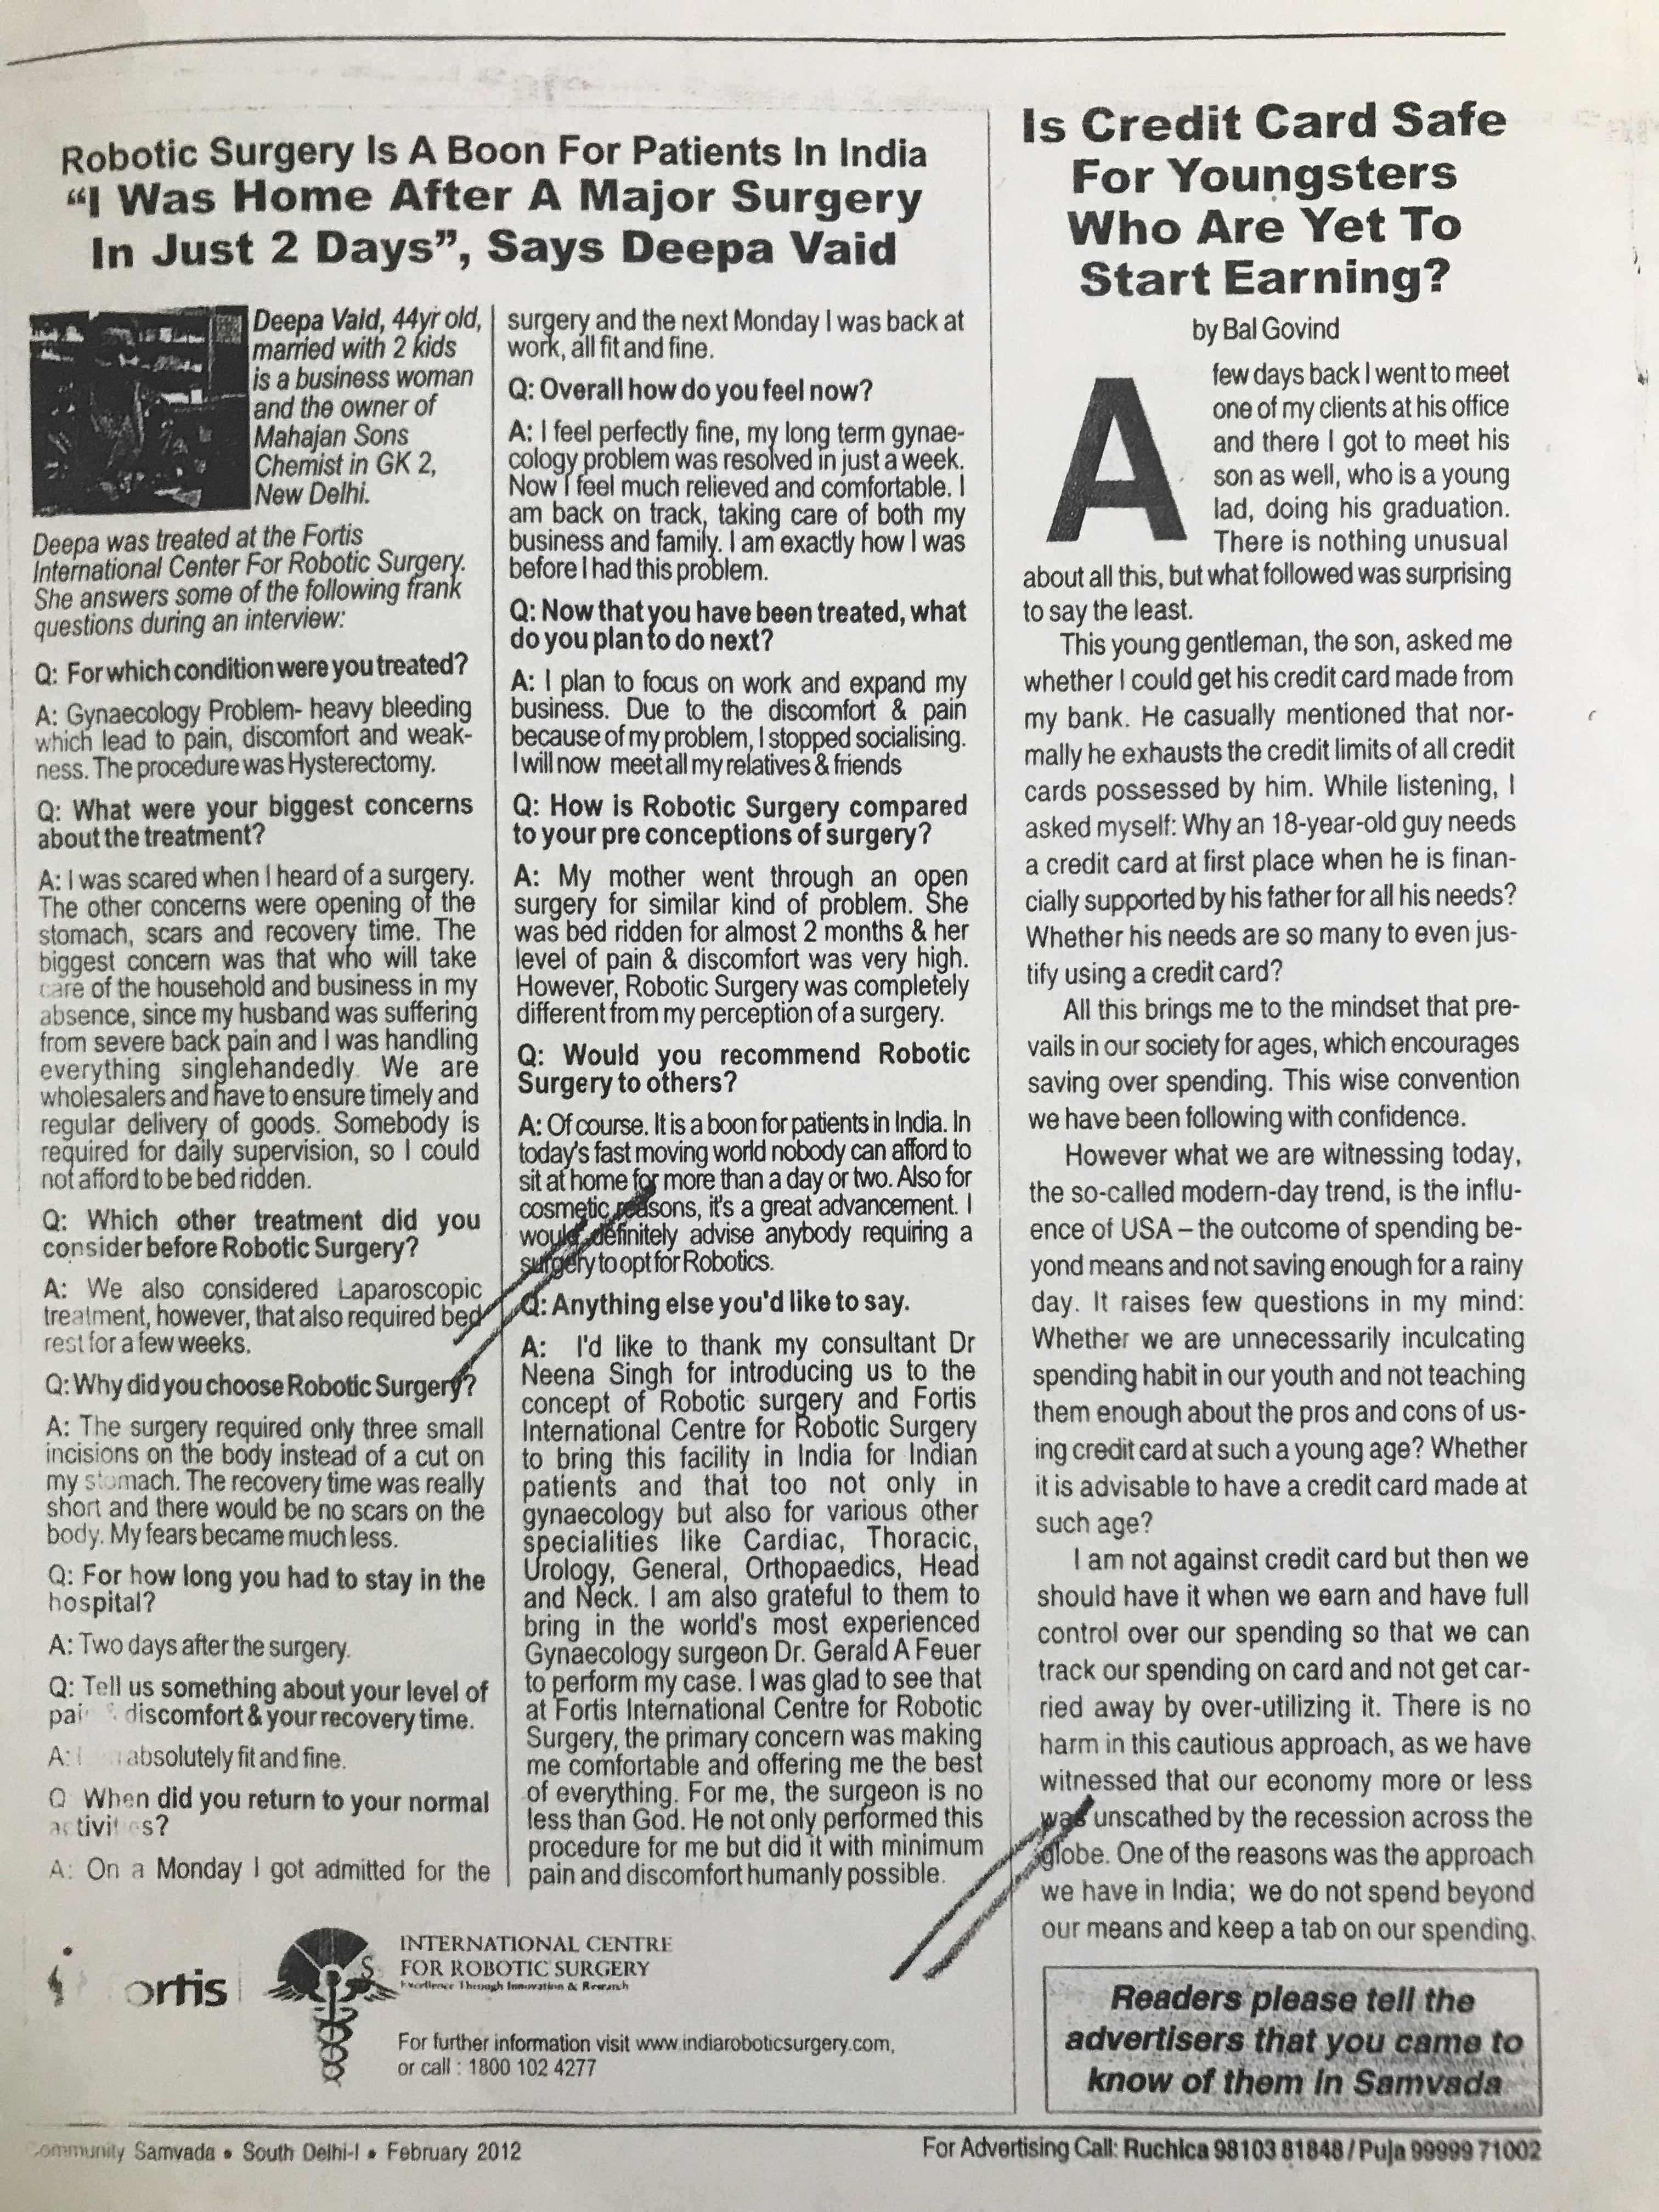 Robotic Surgery Is A Boon For Patients In India
“I Was Home After A Major Surgery
In Just 2 Days”, Says Deepa Vaid
Deepa Vaid, 44yr old,
married with 2 kids
is a business woman
and the owner of
Mahajan Sons
Chemist in GK 2,
New Delhi.
Deepa was treated at the Fortis
International Center For Robotic Surgery.
She answers some of the following frank
questions during an interview:
Q: For which condition were you treated?
A: Gynaecology Problem- heavy bleeding
which lead to pain, discomfort and weak-
ness. The procedure was Hysterectomy.
Q: What were your biggest concerns
about the treatment?
A: I was scared when I heard of a surgery.
The other concerns were opening of the
stomach, scars and recovery time. The
biggest concern was that who will take
care of the household and business in my
absence, since my husband was suffering
from severe back pain and I was handling
everything singlehandedly. We are
wholesalers and have to ensure timely and
regular delivery of goods. Somebody is
required for daily supervision, so I could
not afford to be bed ridden.
Q: Which other treatment did you
consider before Robotic Surgery?
A: We also considered Laparoscopic
treatment, however, that also required bed
rest for a few weeks.
Q: Why did you choose Robotic Surgery?
A: The surgery required only three small
incisions on the body instead of a cut on
my stomach. The recovery time was really
short and there would be no scars on the
body. My fears became much less.
Q: For how long you had to stay in the
hospital?
A: Two days after the surgery.
Q: Tell us something about your level of
discomfort & your recovery time.
A: absolutely fit and fine.
Q When did you return to your normal
activities?
A: On a Monday I got admitted for the
surgery and the next Monday I was back at
work, all fit and fine.
Q: Overall how do you feel now?
A: I feel perfectly fine, my long term gynae-
cology problem was resolved in just a week.
Now I feel much relieved and comfortable. I
am back on track, taking care of both my
business and family. I am exactly how I was
before I had this problem.
Q: Now that you have been treated, what
do you plan to do next?
A: I plan to focus on work and expand my
business. Due to the discomfort & pain
because of my problem, I stopped socialising.
I will now meet all my relatives & friends
Q: How is Robotic Surgery compared
to your pre conceptions of surgery?
A: My mother went through an open
surgery for similar kind of problem. She
was bed ridden for almost 2 months & her
level of pain & discomfort was very high.
However, Robotic Surgery was completely
different from my perception of a surgery.
Q: Would you recommend Robotic
Surgery to others?
A: Of course. It is a boon for patients in India. In
today's fast moving world nobody can afford to
sit at home for more than a day or two. Also for
cosmetic reasons, it's a great advancement. I
would definitely advise anybody requiring a
surgery to opt for Robotics.
Q: Anything else you'd like to say.
A: I'd like to thank my consultant Dr
Neena Singh for introducing us to the
concept of Robotic surgery and Fortis
International Centre for Robotic Surgery
to bring this facility in India for Indian
patients and that too not only in
gynaecology but also for various other
specialities like Cardiac, Thoracic,
Urology, General, Orthopaedics, Head
and Neck. I am also grateful to them to
bring in the world's most experienced
Gynaecology surgeon Dr. Gerald A Feuer
to perform my case. I was glad to see that
at Fortis International Centre for Robotic
Surgery, the primary concern was making
me comfortable and offering me the best
of everything. For me, the surgeon is no
less than God. He not only performed this
procedure for me but did it with minimum
pain and discomfort humanly possible.
ortis
INTERNATIONAL CENTRE
FOR ROBOTIC SURGERY
Excellence Through Innovation & Research
For further information visit www.indiaroboticsurgery.com,
or call : 1800 102 4277
Is Credit Card Safe
For Youngsters
Who Are Yet To
Start Earning?
by Bal Govind
A few days back I went to meet
one of my clients at his office
and there I got to meet his
son as well, who is a young
lad, doing his graduation.
There is nothing unusual
about all this, but what followed was surprising
to say the least.
This young gentleman, the son, asked me
whether I could get his credit card made from
my bank. He casually mentioned that nor-
mally he exhausts the credit limits of all credit
cards possessed by him. While listening, I
asked myself: Why an 18-year-old guy needs
a credit card at first place when he is finan-
cially supported by his father for all his needs?
Whether his needs are so many to even jus-
tify using a credit card?
All this brings me to the mindset that pre-
vails in our society for ages, which encourages
saving over spending. This wise convention
we have been following with confidence.
However what we are witnessing today,
the so-called modern-day trend, is the influ-
ence of USA – the outcome of spending be-
yond means and not saving enough for a rainy
day. It raises few questions in my mind:
Whether we are unnecessarily inculcating
spending habit in our youth and not teaching
them enough about the pros and cons of us-
ing credit card at such a young age? Whether
it is advisable to have a credit card made at
such age?
I am not against credit card but then we
should have it when we earn and have full
control over our spending so that we can
track our spending on card and not get car-
ried away by over-utilizing it. There is no
harm in this cautious approach, as we have
witnessed that our economy more or less
was unscathed by the recession across the
globe. One of the reasons was the approach
we have in India; we do not spend beyond
our means and keep a tab on our spending.
Readers please tell the
advertisers that you came to
know of them in Samvada
Community Samvada • South Delhi-I • February 2012
For Advertising Call: Ruchica 98103 81848 / Puja 99999 71002